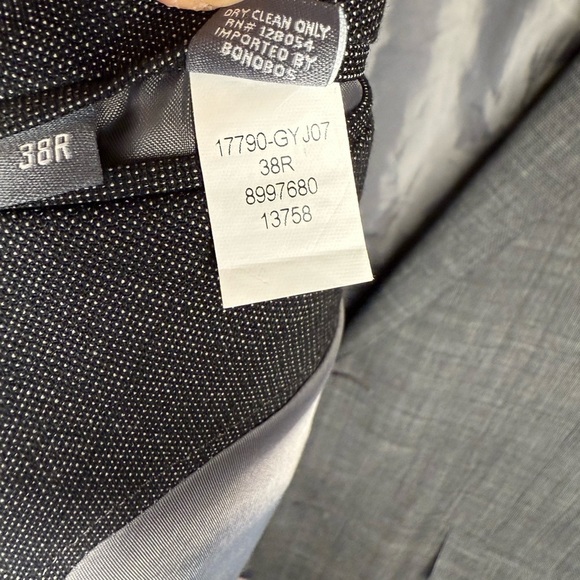 DRY CLEAN ONLY
RN# 128054
IMPORTED BY
BONOBOS
38R
17790-GYJ07
38R
8997680
13758